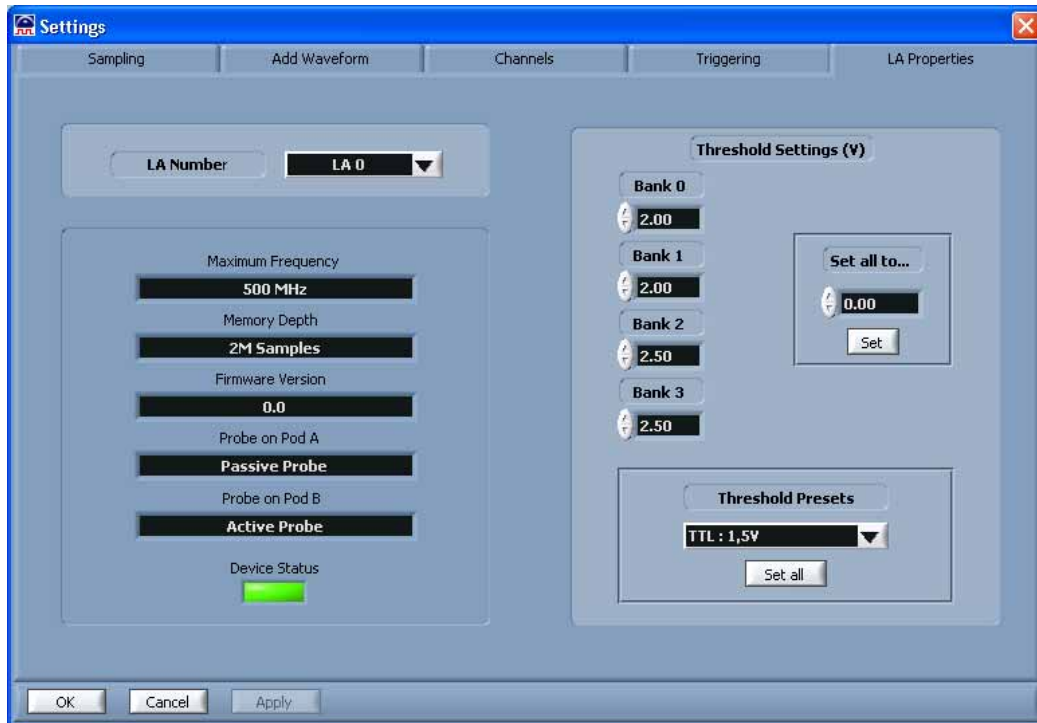 Settings
Sampling
Add Waveform
Channels
Triggering
LA Properties
LA Number
LA 0
Maximum Frequency
500 MHz
Memory Depth
2M Samples
Firmware Version
0.0
Probe on Pod A
Passive Probe
Probe on Pod B
Active Probe
Device Status
Threshold Settings (V)
Bank 0
2.00
Bank 1
2.00
Bank 2
2.50
Bank 3
2.50
Set all to...
0.00
Set
Threshold Presets
TTL : 1,5V
Set all
OK
Cancel
Apply